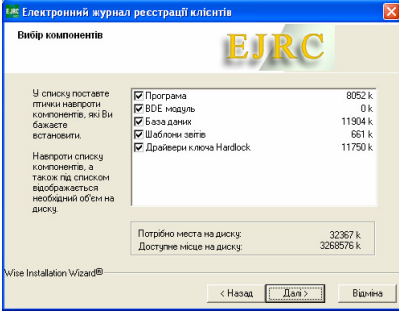 Електронний журнал реєстрації клієнтів
Вибір компонентів
EJRC
У списку поставте
птички навпроти
компонентів, які Ви
бажаєте
встановити.
Навпроти списку
компонентів, а
також під списком
відображається
необхідний об'єм на
диску.
Програма 8052 k
BDE модуль 0 k
База даних 11904 k
Шаблони звітів 661 k
Драйвери ключа Hardlock 11750 k
Потрібно места на диску: 32367 k
Доступне місце на диску: 3268576 k
Wise Installation Wizard®
< Назад
Далі >
Відміна